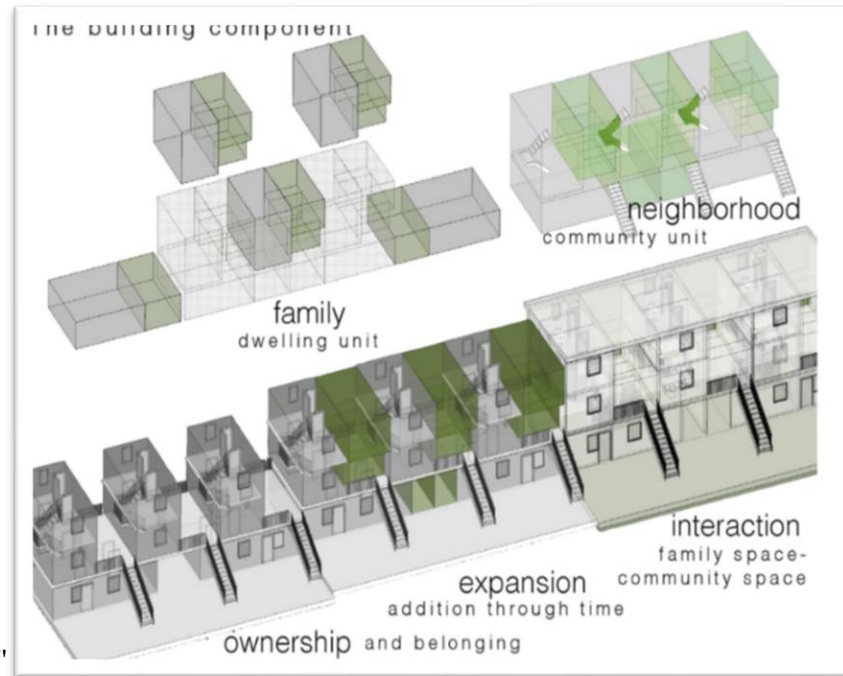 The building component
neighborhood
community unit
family
dwelling unit
interaction
family space-
community space
expansion
addition through time
ownership and belonging
"